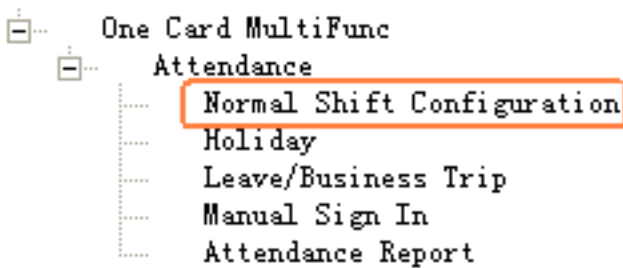 One Card MultiFunc
Attendance
Normal Shift Configuration
Holiday
Leave/Business Trip
Manual Sign In
Attendance Report